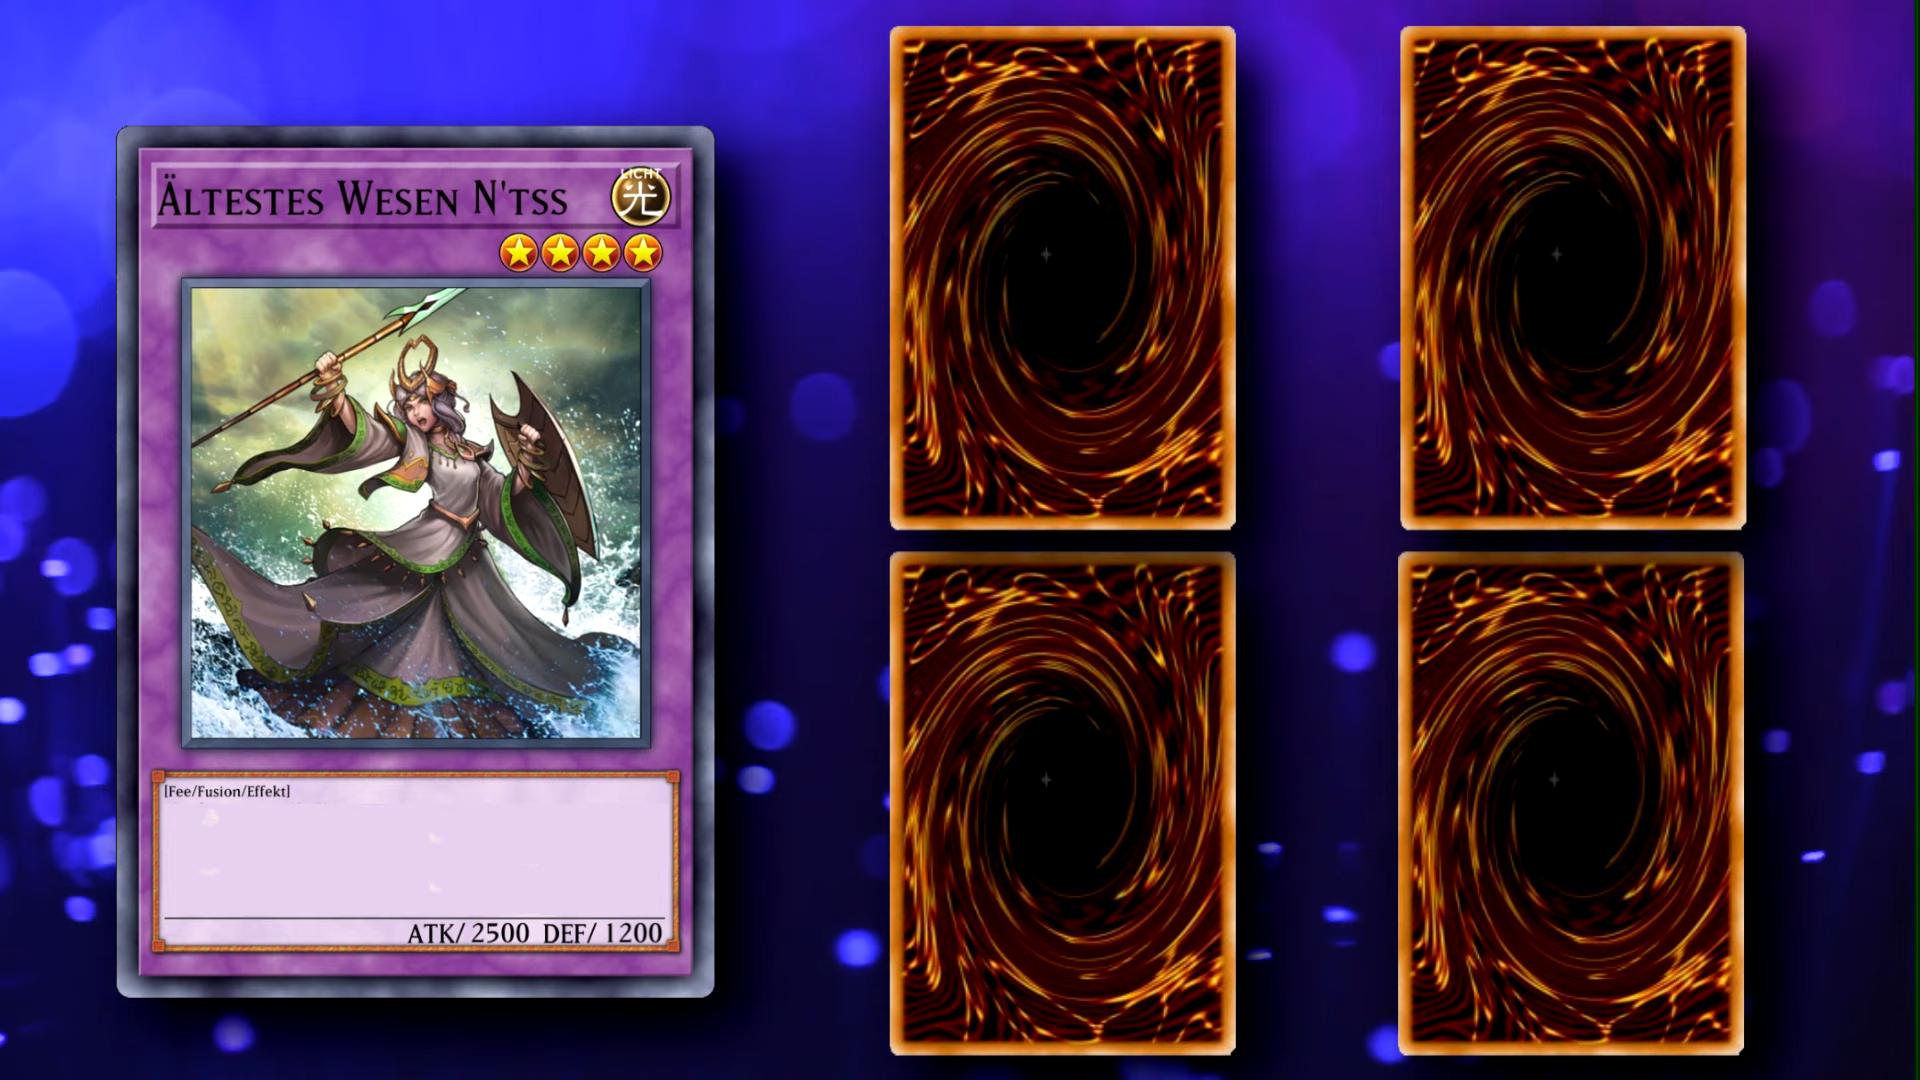 Ältestes Wesen N'tss
LICHT
光
[Fee/Fusion/Effekt]
ATK/ 2500 DEF/ 1200